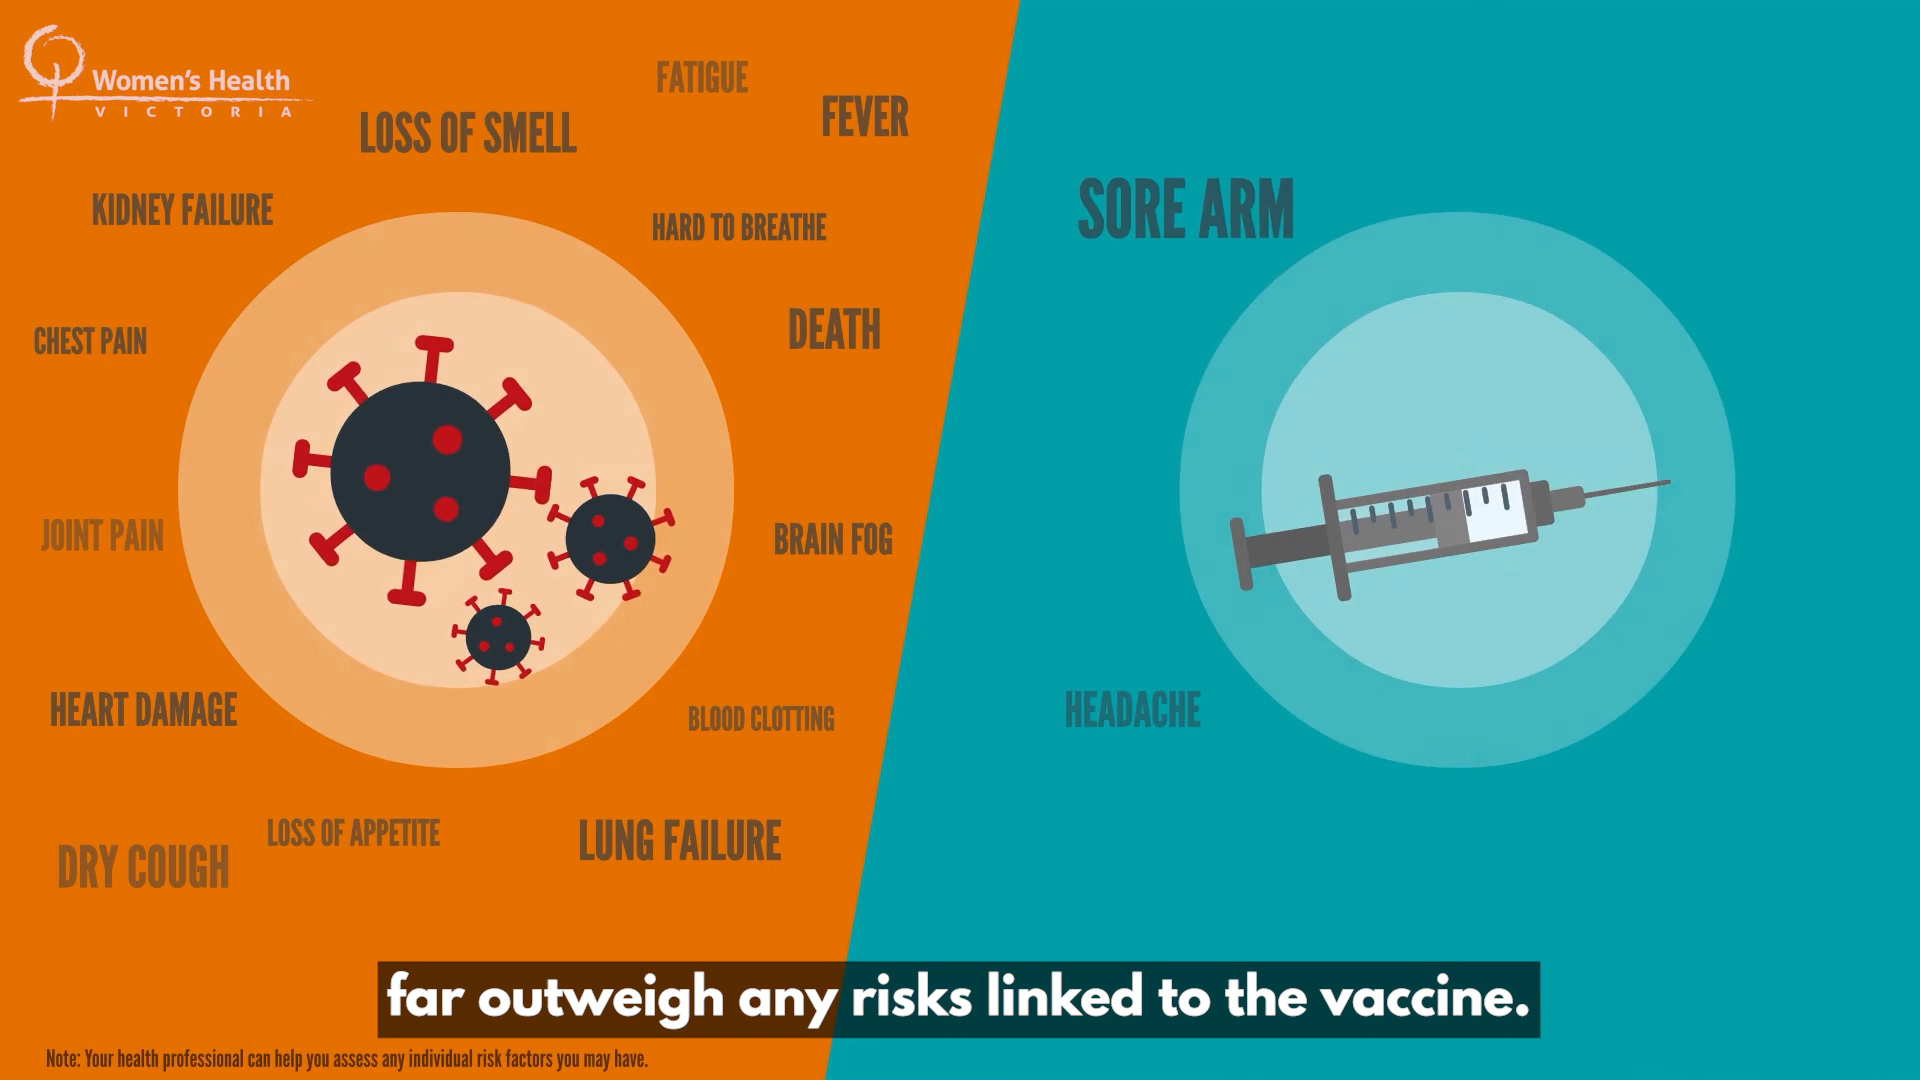 Women's Health
VICTORIA
FATIGUE
FEVER
LOSS OF SMELL
KIDNEY FAILURE
HARD TO BREATHE
CHEST PAIN
DEATH
JOINT PAIN
BRAIN FOG
HEART DAMAGE
BLOOD CLOTTING
LOSS OF APPETITE
LUNG FAILURE
DRY COUGH
SORE ARM
HEADACHE
far outweigh any risks linked to the vaccine.
Note: Your health professional can help you assess any individual risk factors you may have.